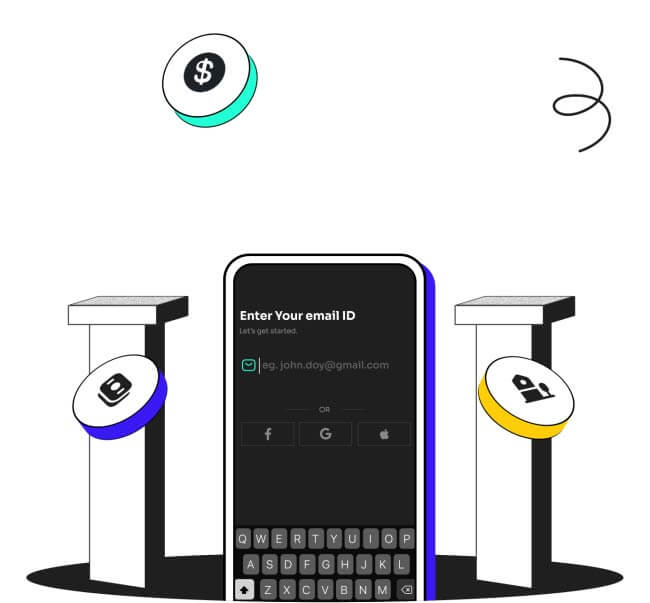 $
Enter Your email ID
Let's get started.
eg. john.doy@gmail.com
OR
f G
Q W E R T Y U I O P
A S D F G H J K L
Z X C V B N M